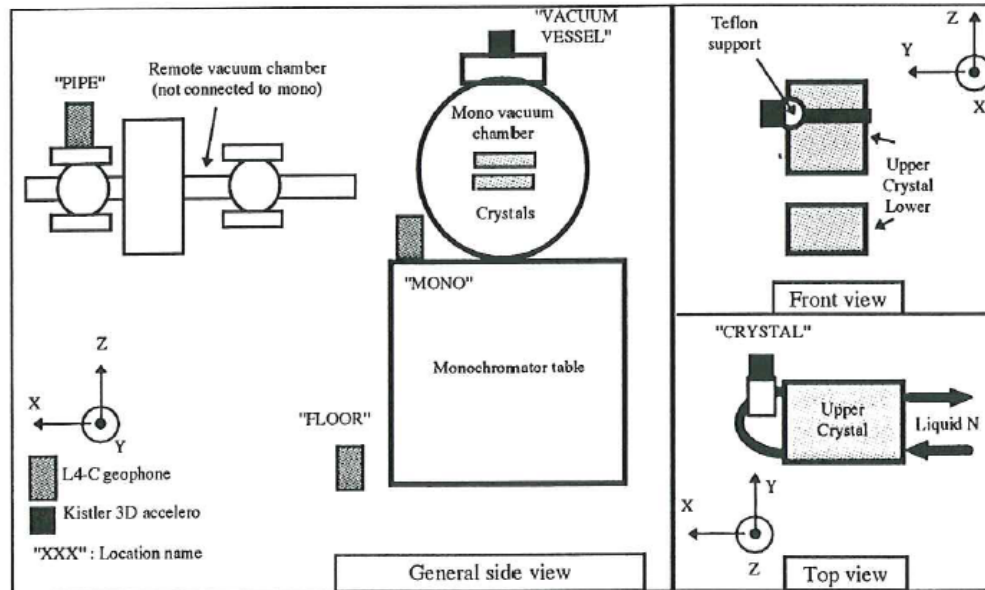 "VACUUM
VESSEL"
"PIPE"
Remote vacuum chamber
(not connected to mono)
Mono vacuum
chamber
Crystals
"MONO"
Monochromator table
"FLOOR"
Z
X
Y
L4-C geophone
Kistler 3D accelero
"XXX" : Location name
General side view
Teflon
support
Z
Y
X
Upper
Crystal
Lower
Front view
"CRYSTAL"
Upper
Crystal
Liquid N
Y
X
Z
Top view